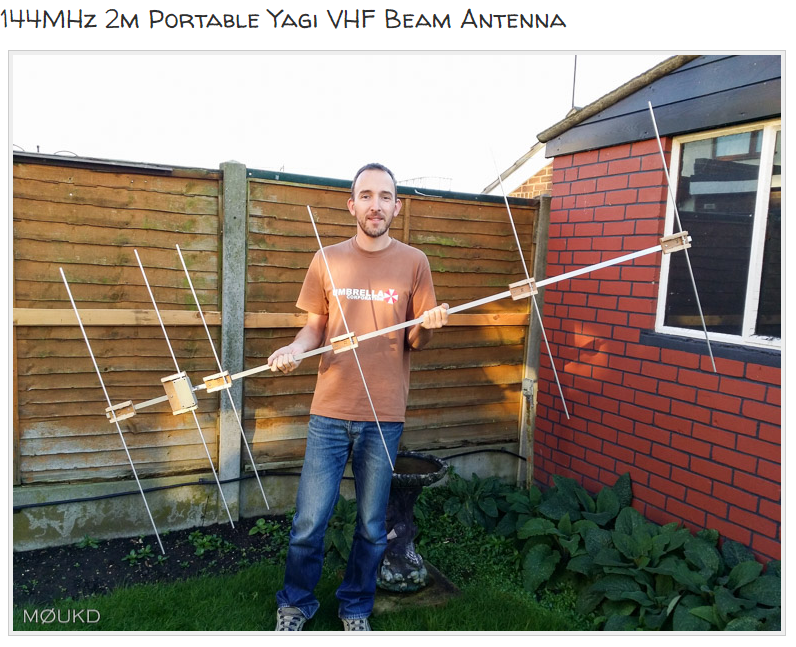 144MHz 2m Portable Yagi VHF Beam Antenna
UMBRELLA
CORPORATION
MØUKD